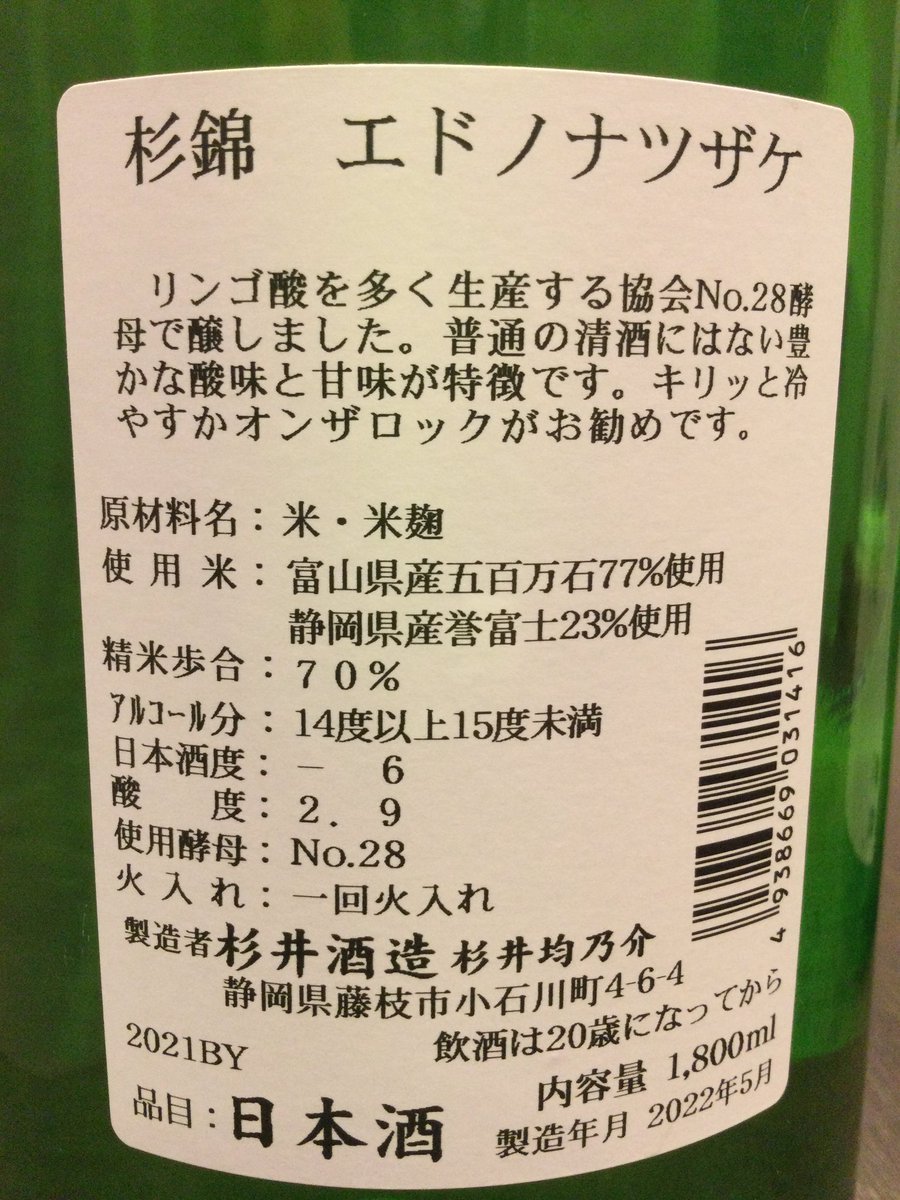 杉錦　エドノナツザケ
リンゴ酸を多く生産する協会No.28酵
母で醸しました。普通の清酒にはない豊
かな酸味と甘味が特徴です。キリッと冷
やすかオンザロックがお勧めです。
原材料名：米・米麹
使用米：富山県産五百万石77%使用
静岡県産誉富士23%使用
精米歩合：７０％
ｱﾙｺｰﾙ分：14度以上15度未満
日本酒度：－　６
酸　度：２．９
使用酵母：No.28
火入れ：一回火入れ
製造者 杉井酒造 杉井均乃介
静岡県藤枝市小石川町4-6-4
飲酒は20歳になってから
2021BY
内容量 1,800ml
品目：日本酒
製造年月 2022年5月
4938669031416